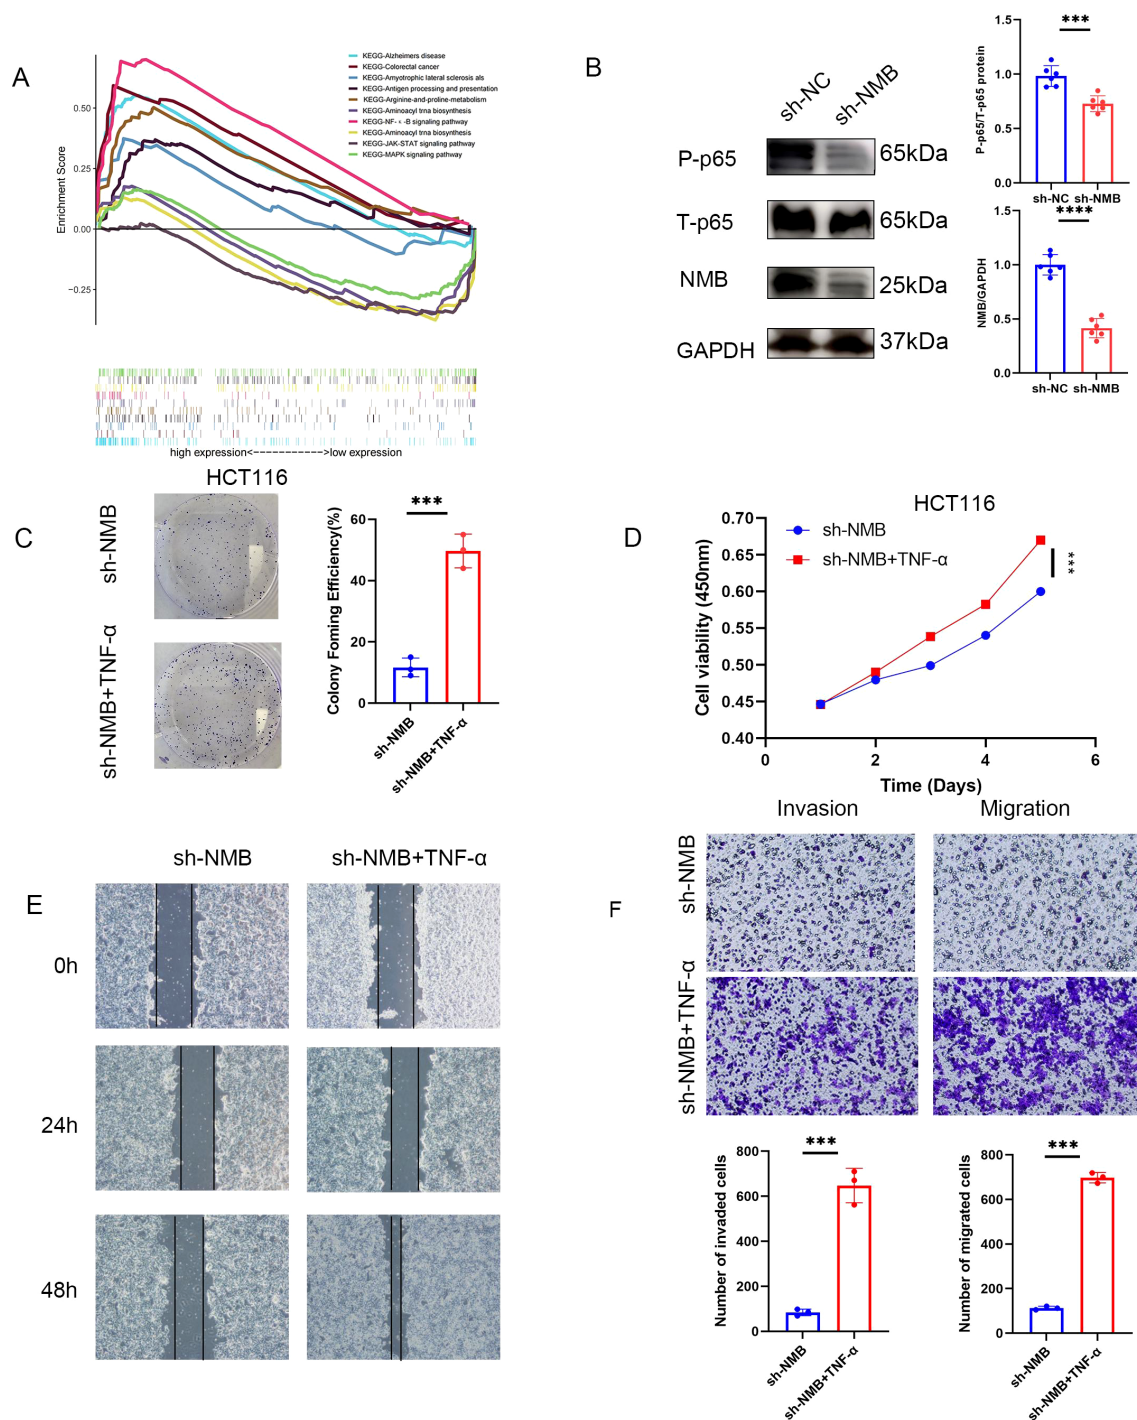 A
KEGG-Alzheimers disease
KEGG-Colorectal cancer
KEGG-Amyotrophic lateral sclerosis als
KEGG-Antigen processing and presentation
KEGG-Arginine-and-proline-metabolism
KEGG-Aminoacyl trna biosynthesis
KEGG-NF-κ-B signaling pathway
KEGG-Aminoacyl trna biosynthesis
KEGG-JAK-STAT signaling pathway
KEGG-MAPK signaling pathway
Enrichment Score
0.50
0.25
0.00
−0.25
high expression<------------>low expression
B
sh-NC
sh-NMB
P-p65
65kDa
T-p65
65kDa
NMB
25kDa
GAPDH
37kDa
P-p65/T-p65 protein
1.5
1.0
0.5
0.0
***
sh-NC sh-NMB
NMB/GAPDH
1.5
1.0
0.5
0.0
****
sh-NC sh-NMB
C
HCT116
sh-NMB
sh-NMB+TNF-α
Colony Foming Efficiency(%)
60
40
20
0
***
sh-NMB
sh-NMB+TNF-α
D
HCT116
sh-NMB
sh-NMB+TNF-α
Cell viability (450nm)
0.70
0.65
0.60
0.55
0.50
0.45
0.40
0 2 4 6
Time (Days)
***
E
sh-NMB
sh-NMB+TNF-α
0h
24h
48h
F
Invasion
Migration
sh-NMB
sh-NMB+TNF-α
Number of invaded cells
800
600
400
200
0
***
sh-NMB
sh-NMB+TNF-α
Number of migrated cells
800
600
400
200
0
***
sh-NMB
sh-NMB+TNF-α